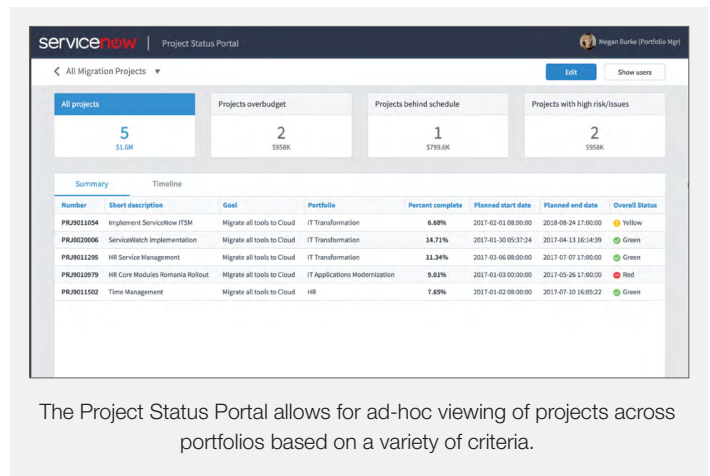 servicenow | Project Status Portal Megan Burke (Portfolio Mgr)
All Migration Projects Edit Show users
All projects Projects overbudget Projects behind schedule Projects with high risk/issues
5 2 1 2
$1.6M $958K $799.6K $958K
Summary Timeline
Number Short description Goal Portfolio Percent complete Planned start date Planned end date Overall Status
PRJ9011054 Implement ServiceNow ITSM Migrate all tools to Cloud IT Transformation 6.68% 2017-02-01 08:00:00 2018-08-24 17:00:00 Yellow
PRJ0020006 ServiceWatch Implementation Migrate all tools to Cloud IT Transformation 14.71% 2017-01-30 05:37:24 2017-04-13 16:14:39 Green
PRJ9011295 HR Service Management Migrate all tools to Cloud IT Transformation 11.34% 2017-03-06 08:00:00 2017-07-07 17:00:00 Green
PRJ9010979 HR Core Modules Romania Rollout Migrate all tools to Cloud IT Applications Modernization 9.01% 2017-01-03 00:00:00 2017-05-26 17:00:00 Red
PRJ9011502 Time Management Migrate all tools to Cloud HR 7.65% 2017-01-02 08:00:00 2017-07-10 16:05:22 Green
The Project Status Portal allows for ad-hoc viewing of projects across
portfolios based on a variety of criteria.